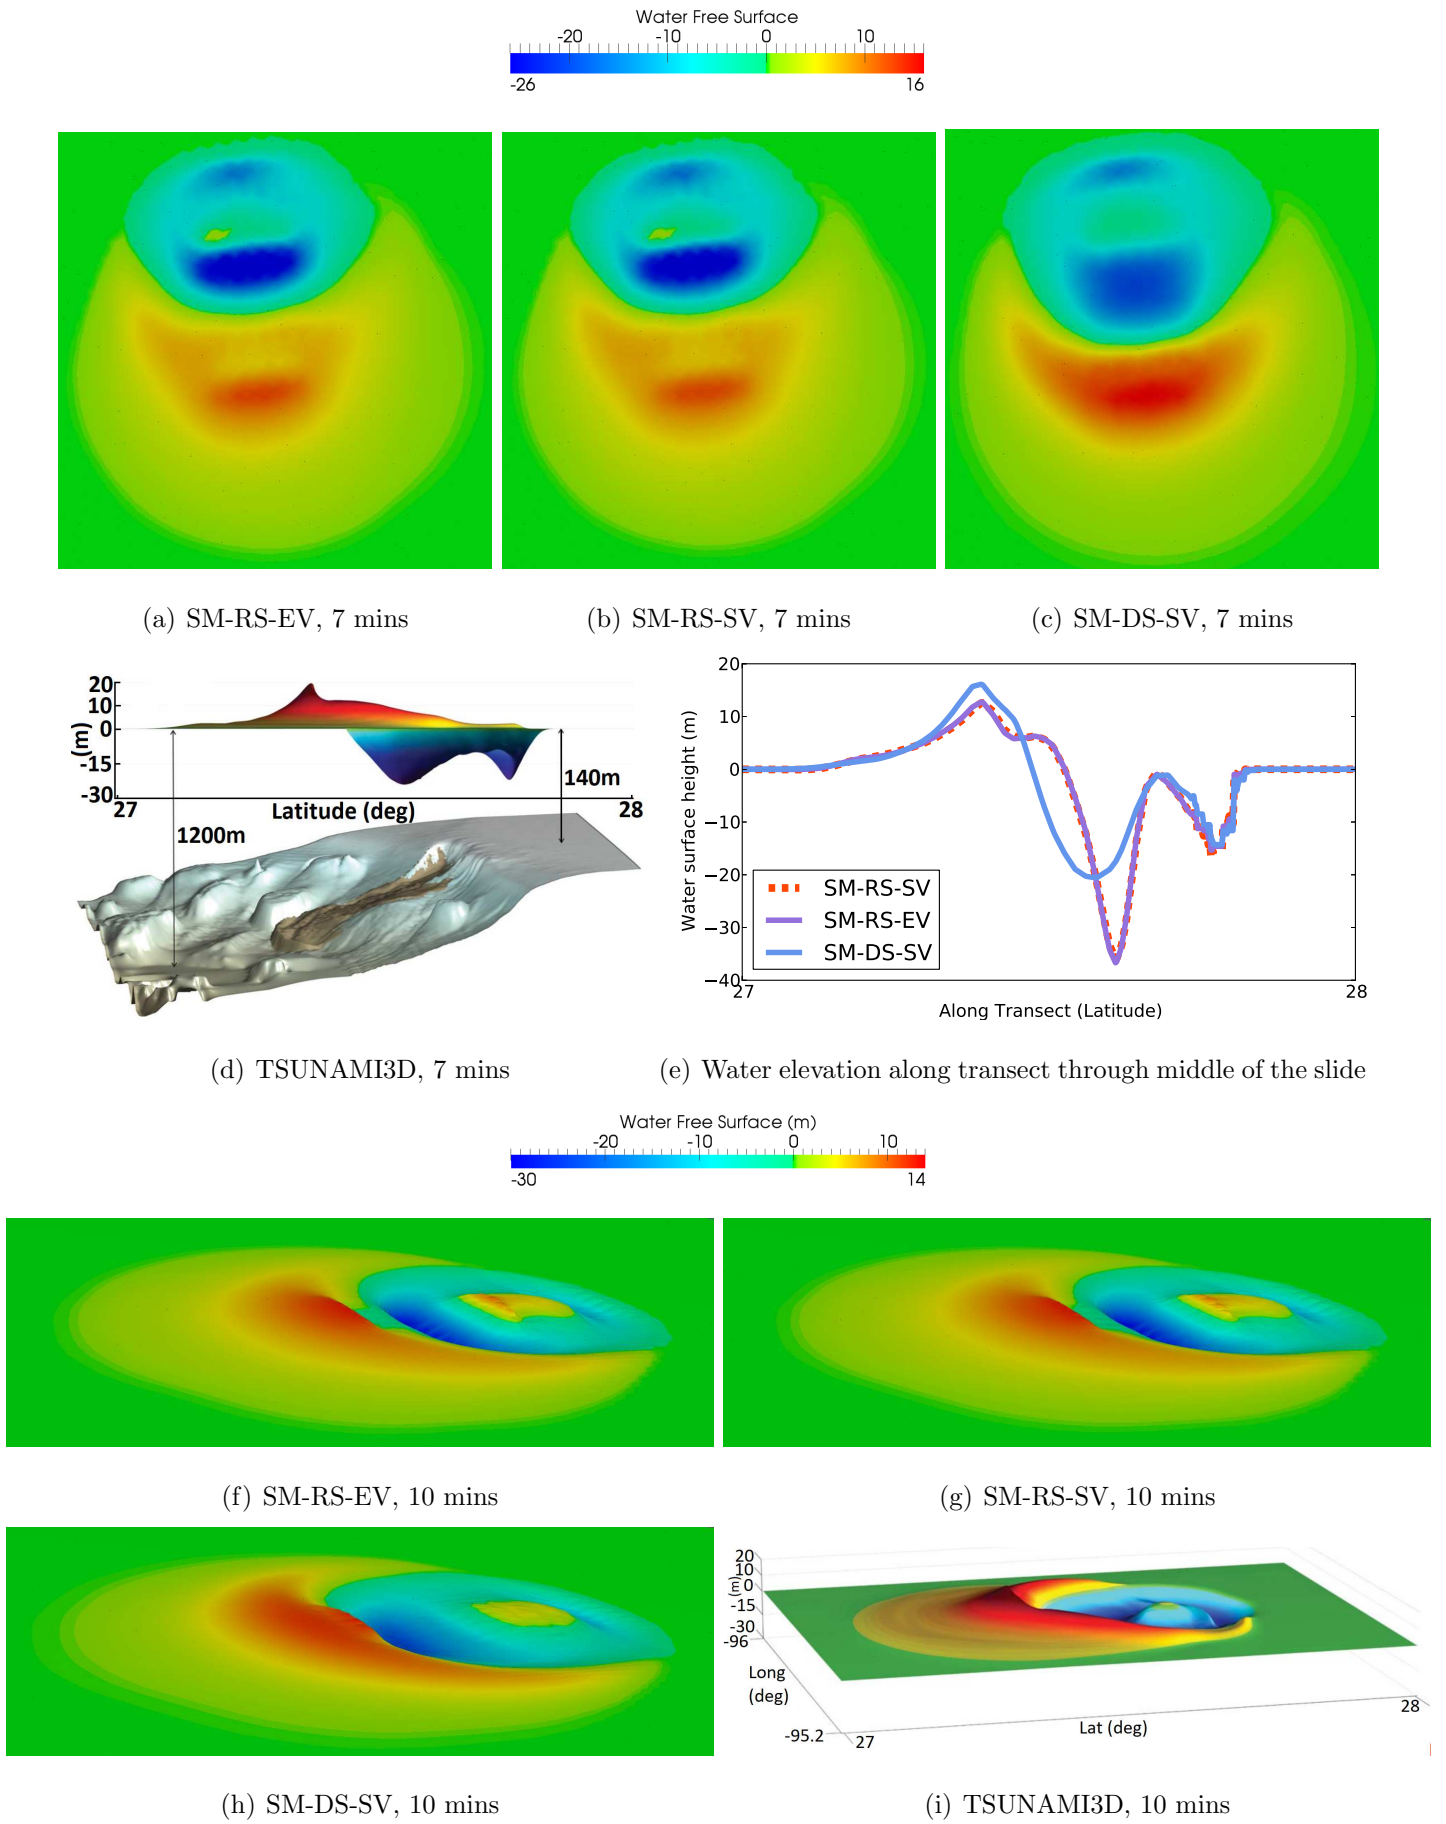 Water Free Surface
-20 -10 0 10
-26 16
(a) SM-RS-EV, 7 mins
(b) SM-RS-SV, 7 mins
(c) SM-DS-SV, 7 mins
20
10
0
-15
-30
(m)
27
Latitude (deg)
28
1200m
140m
20
10
0
−10
−20
−30
−40
Water surface height (m)
SM-RS-SV
SM-RS-EV
SM-DS-SV
27
28
Along Transect (Latitude)
(d) TSUNAMI3D, 7 mins
(e) Water elevation along transect through middle of the slide
Water Free Surface (m)
-20 -10 0 10
-30 14
(f) SM-RS-EV, 10 mins
(g) SM-RS-SV, 10 mins
20
10
0
-15
-30
(m)
-96
Long
(deg)
-95.2
27
Lat (deg)
28
(h) SM-DS-SV, 10 mins
(i) TSUNAMI3D, 10 mins